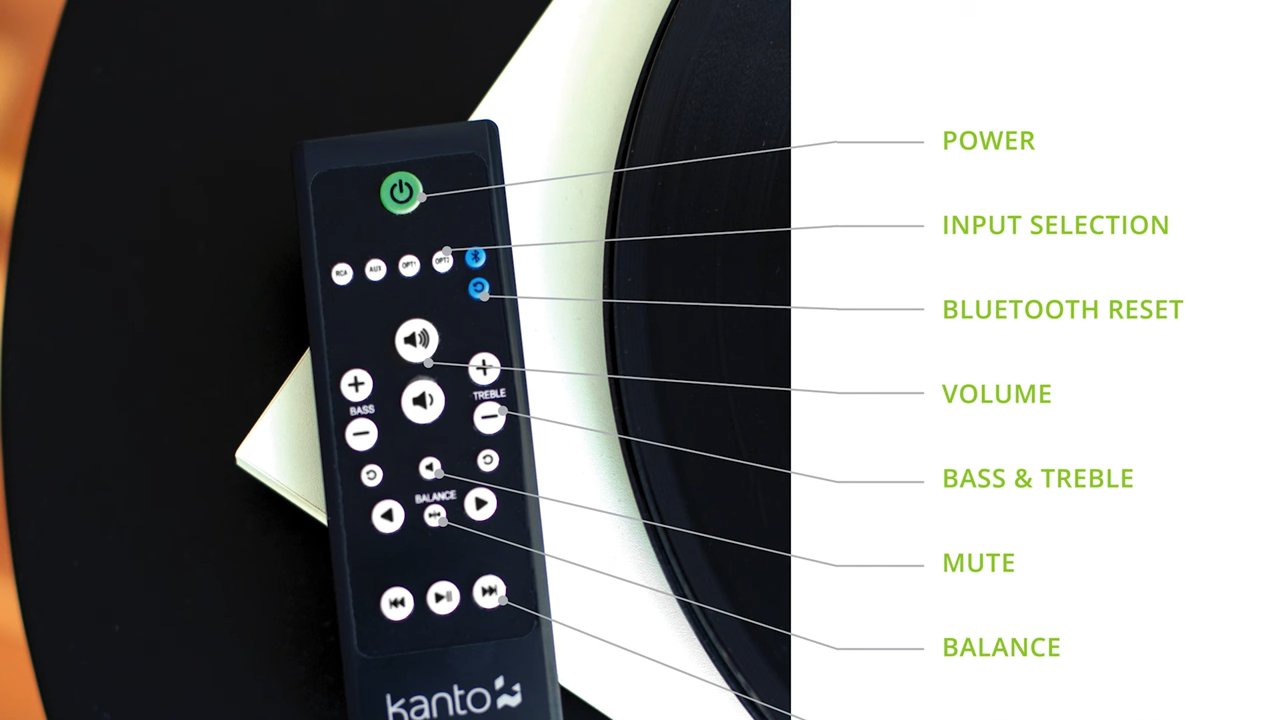 POWER
INPUT SELECTION
BLUETOOTH RESET
VOLUME
BASS & TREBLE
MUTE
BALANCE
RCA AUX OPT1 OPT2
BASS
TREBLE
BALANCE
kanto